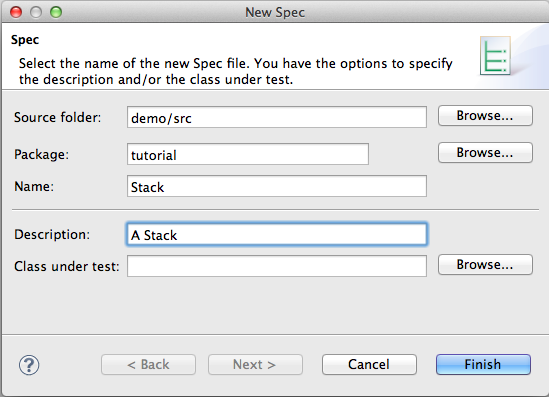 New Spec
Spec
Select the name of the new Spec file. You have the options to specify
the description and/or the class under test.
Source folder: demo/src Browse...
Package: tutorial Browse...
Name: Stack
Description: A Stack
Class under test: Browse...
? < Back Next > Cancel Finish